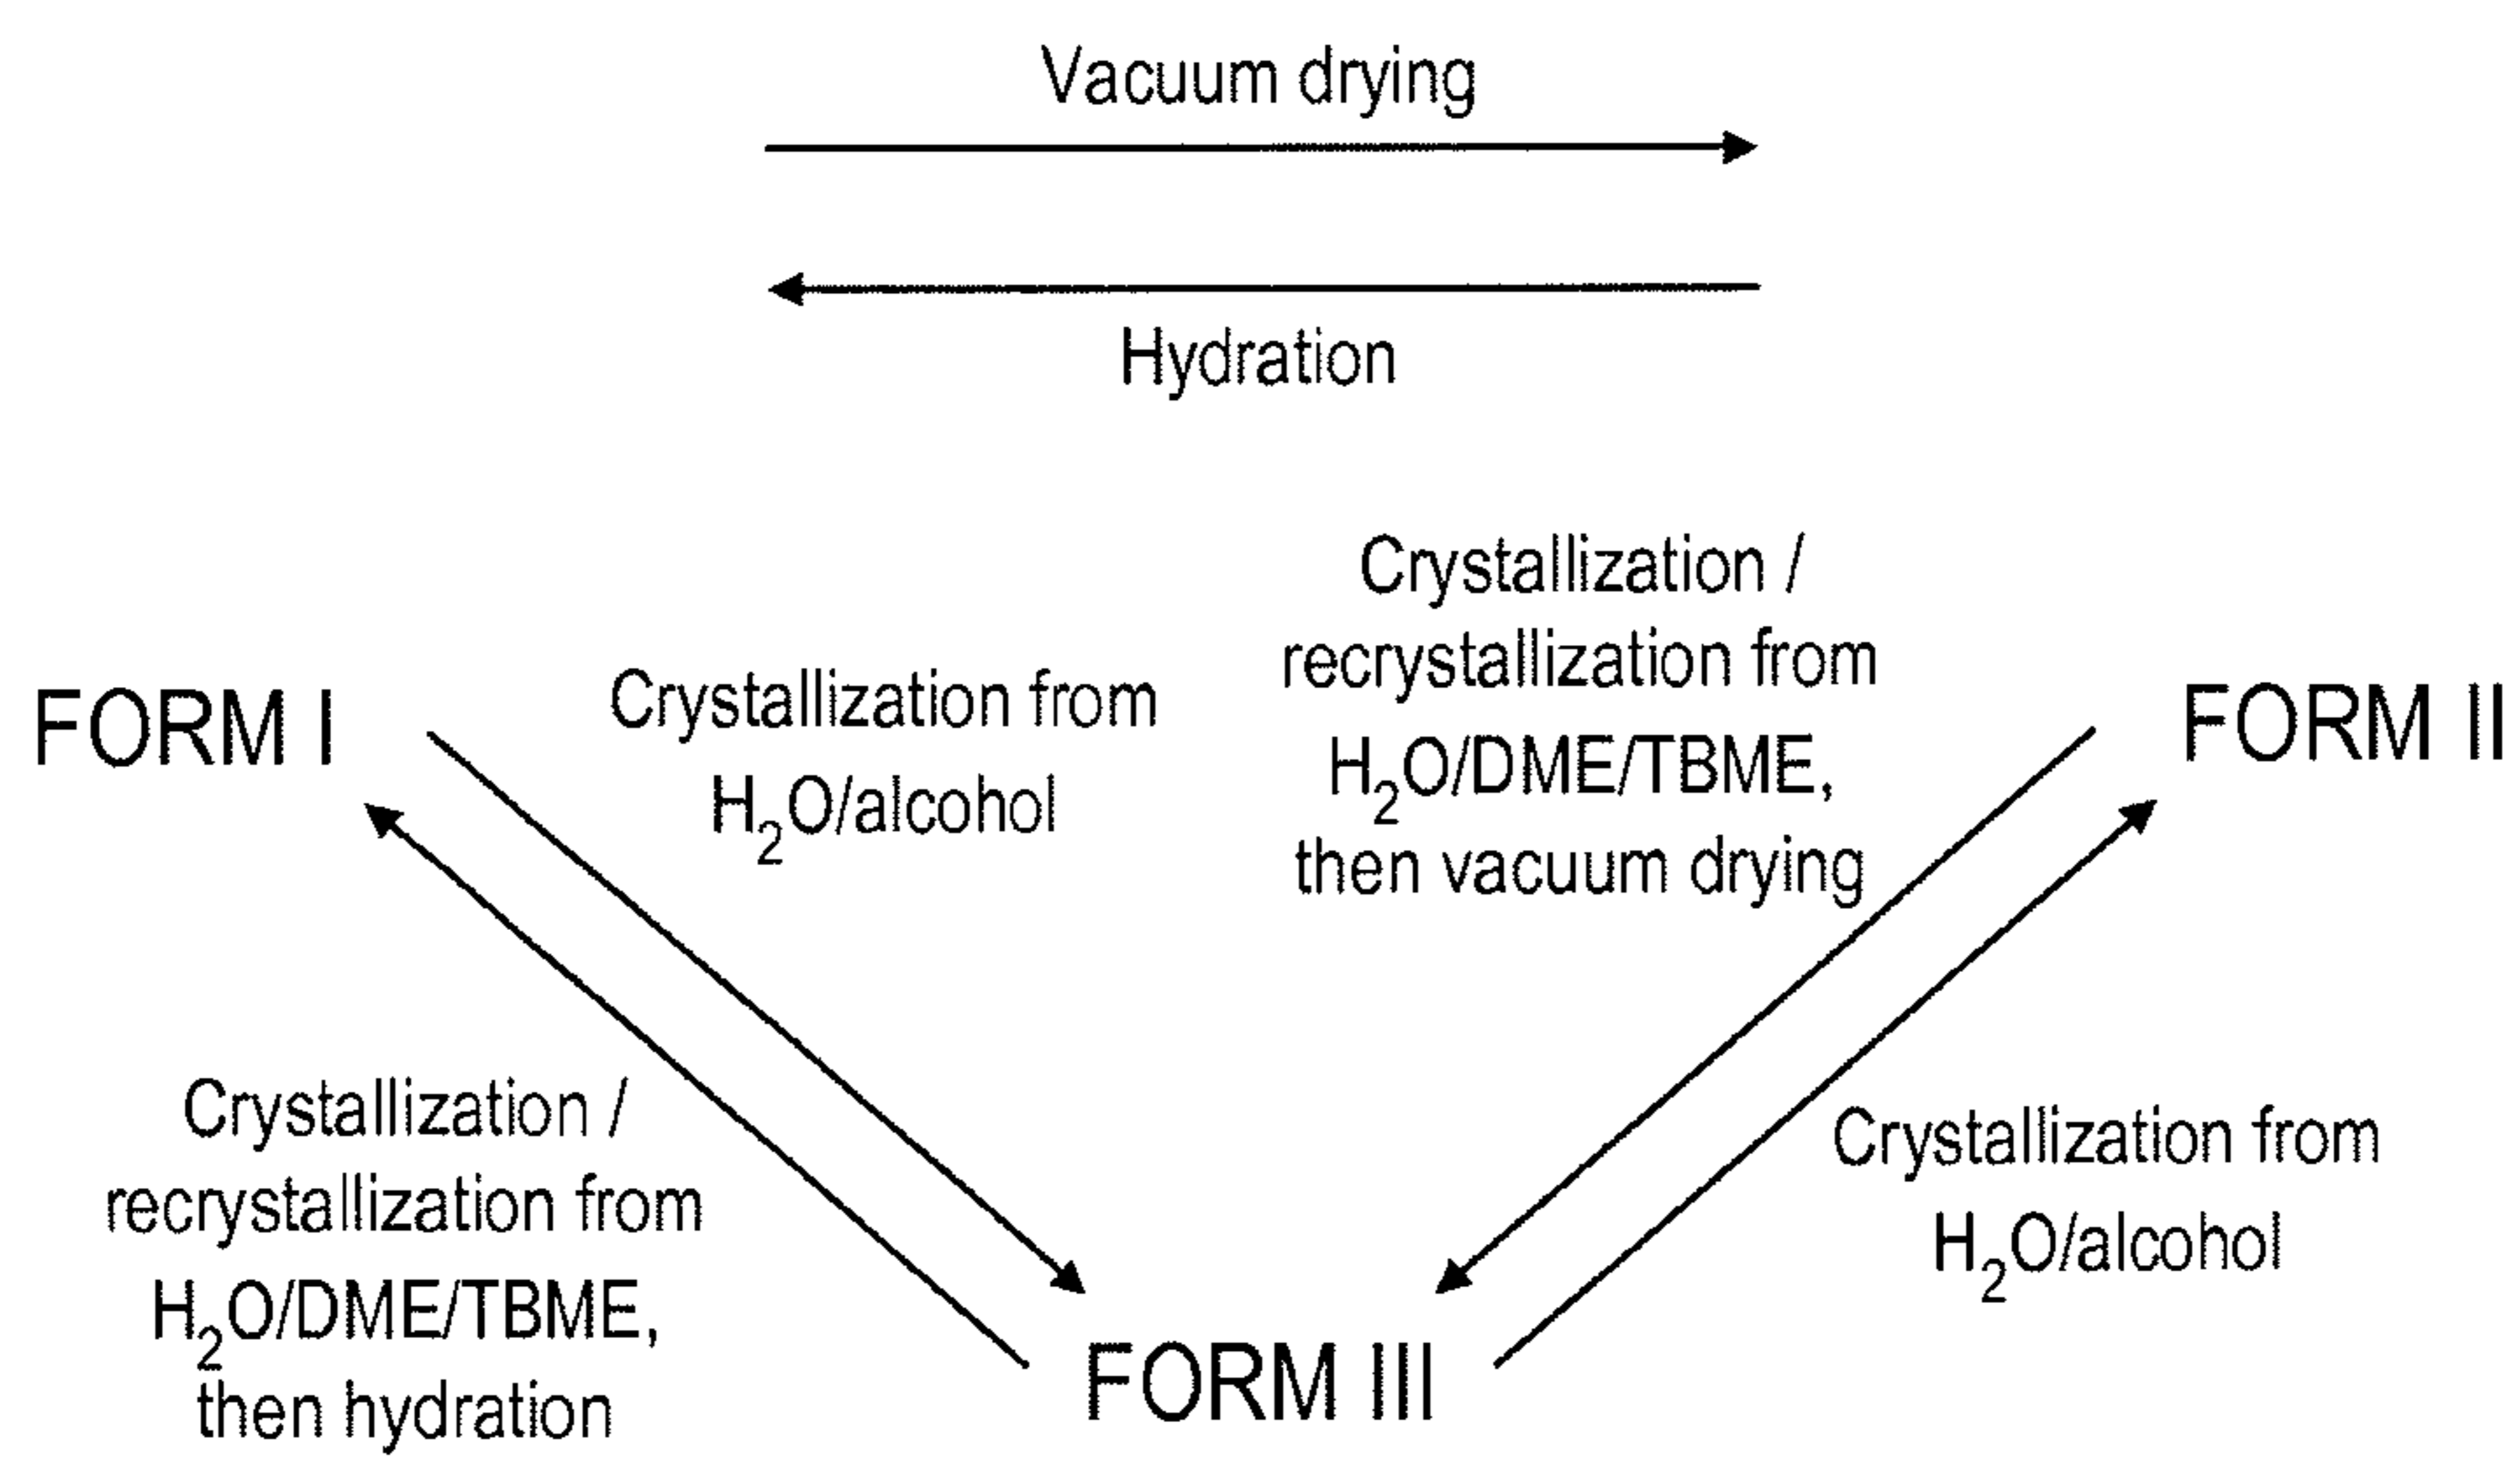 Vacuum drying
Hydration
FORM I
Crystallization from
H₂O/alcohol
Crystallization /
recrystallization from
H₂O/DME/TBME,
then vacuum drying
FORM II
Crystallization /
recrystallization from
H₂O/DME/TBME,
then hydration
Crystallization from
H₂O/alcohol
FORM III